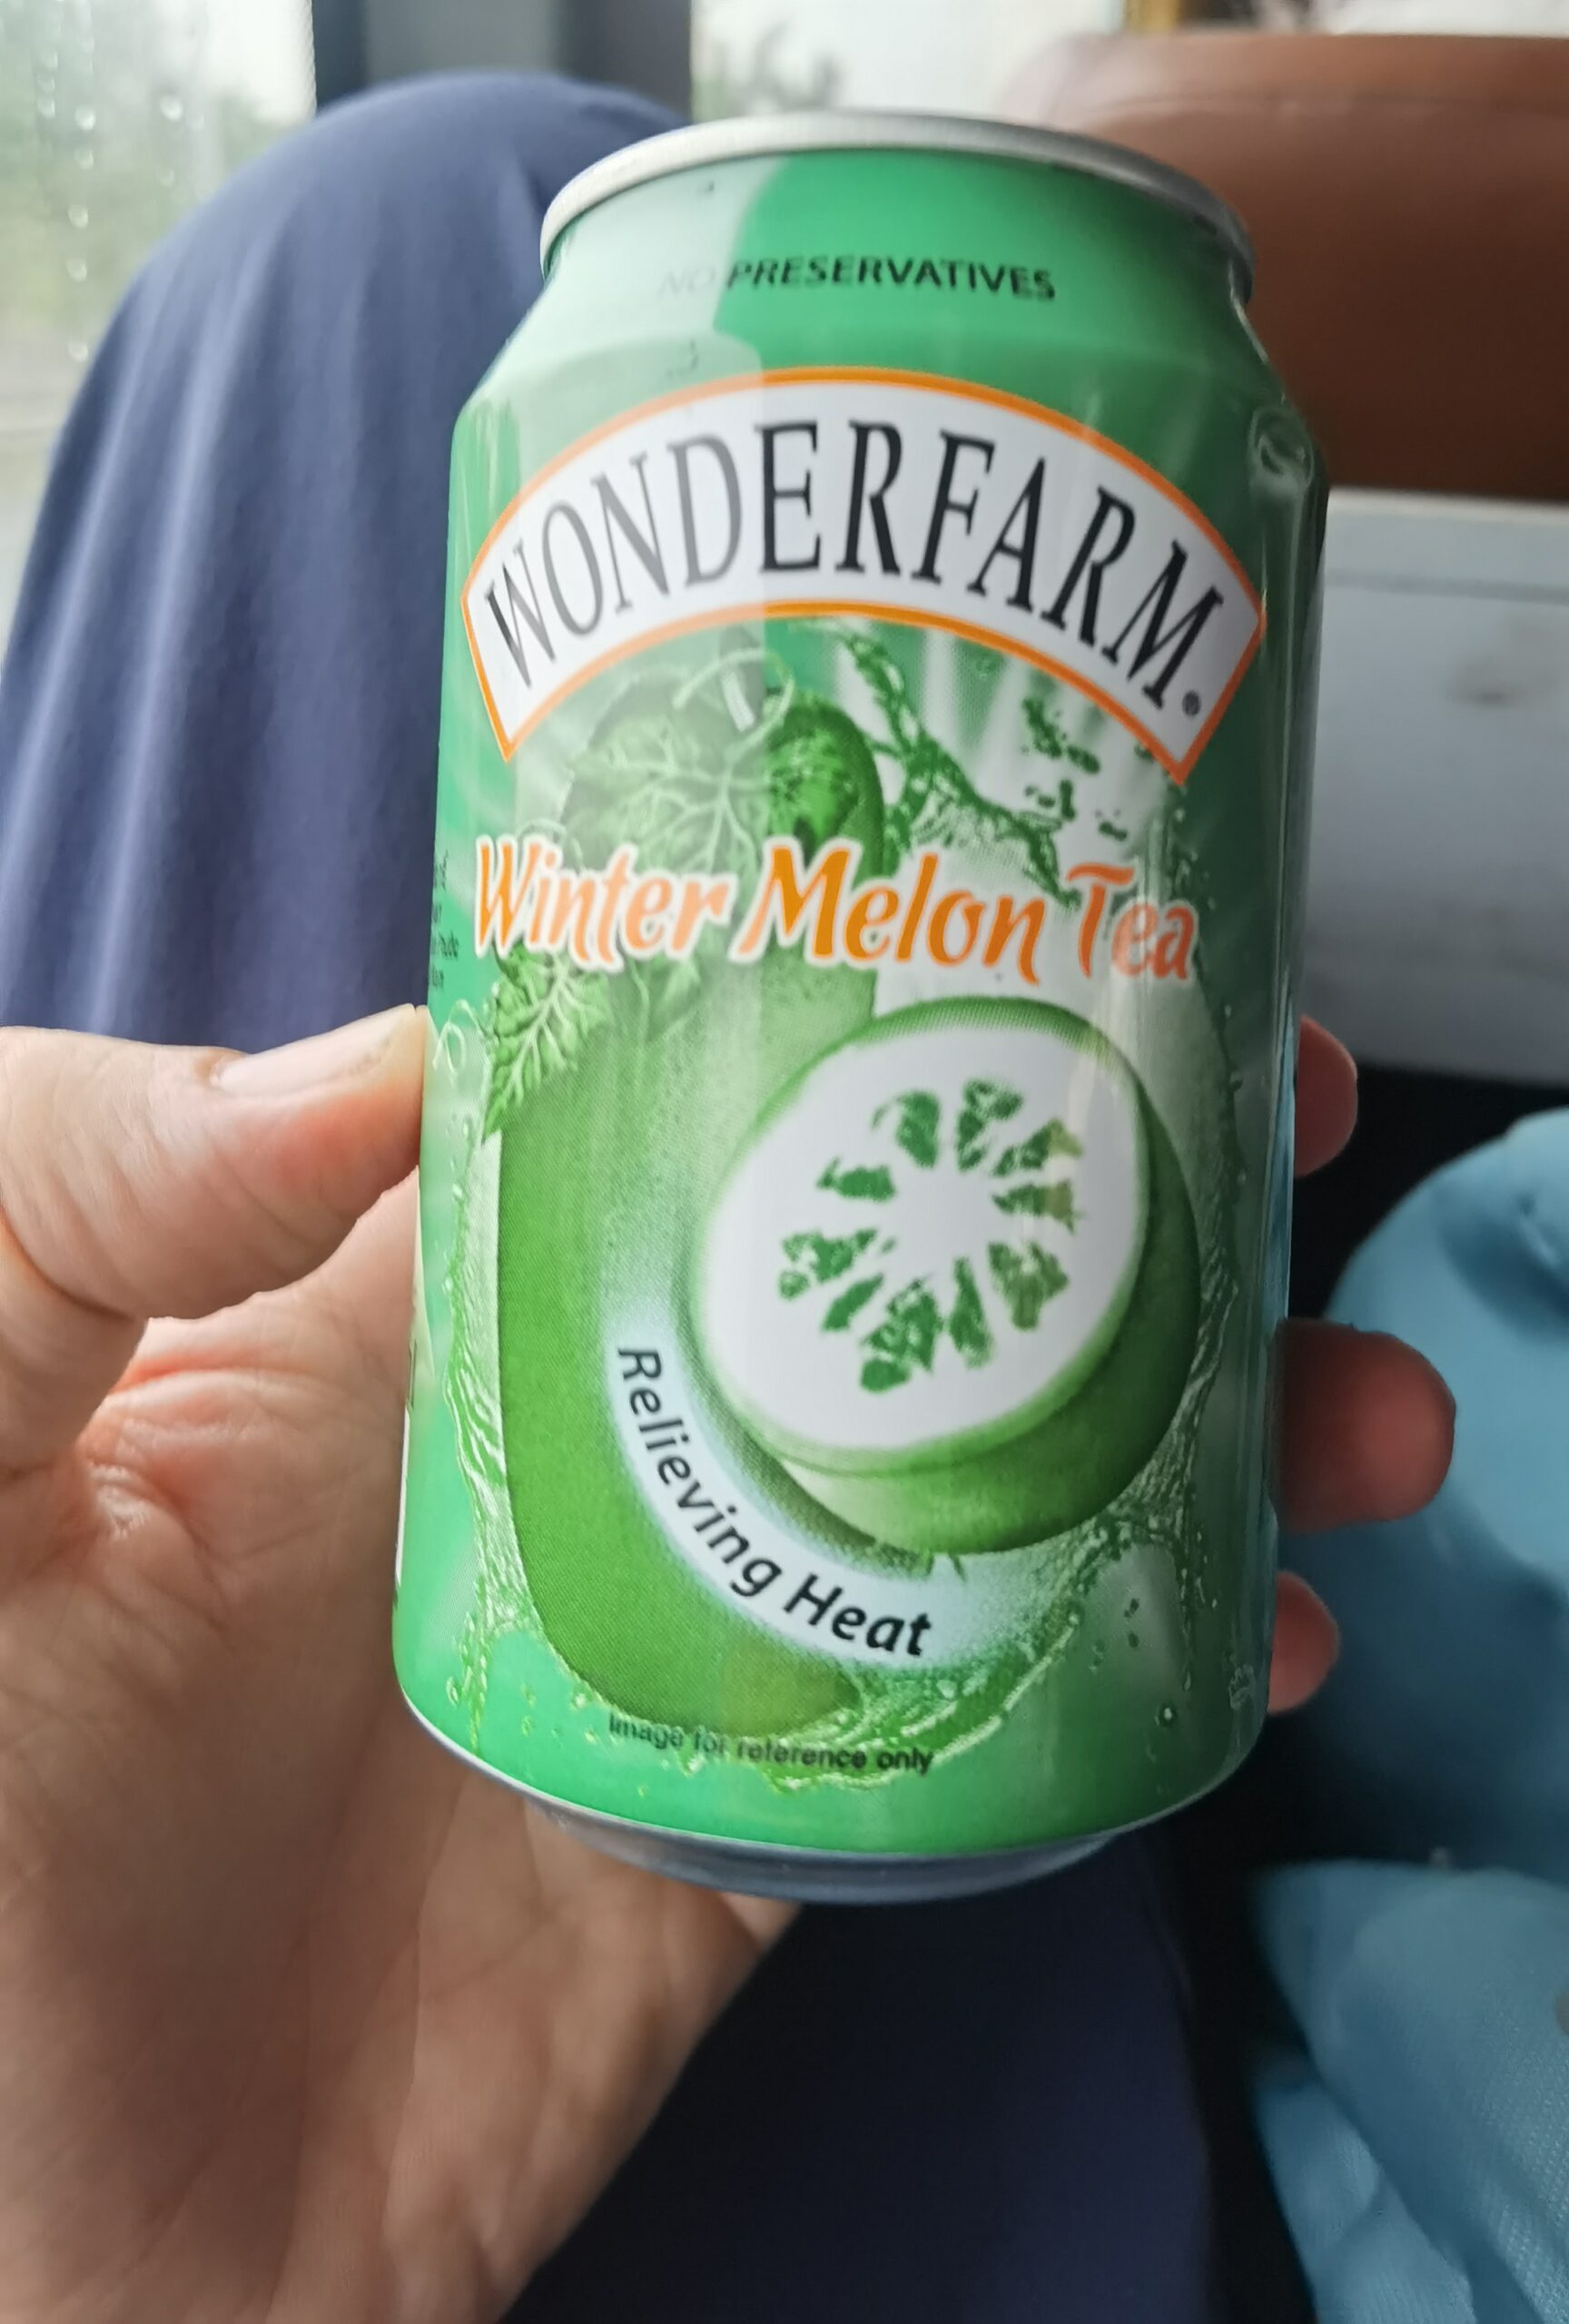 NO PRESERVATIVES
WONDERFARM®
Winter Melon Tea
Relieving Heat
Image for reference only